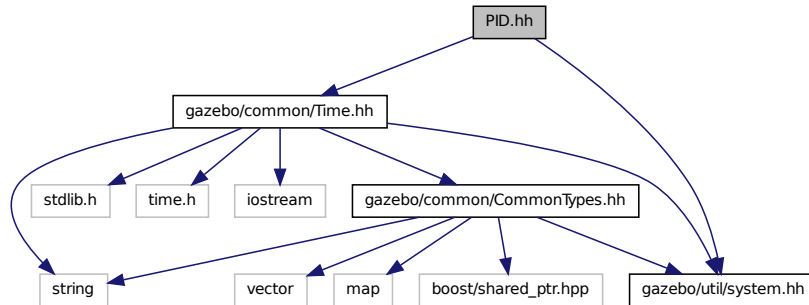 PID.hh
gazebo/common/Time.hh
stdlib.h
time.h
iostream
gazebo/common/CommonTypes.hh
string
vector
map
boost/shared_ptr.hpp
gazebo/util/system.hh